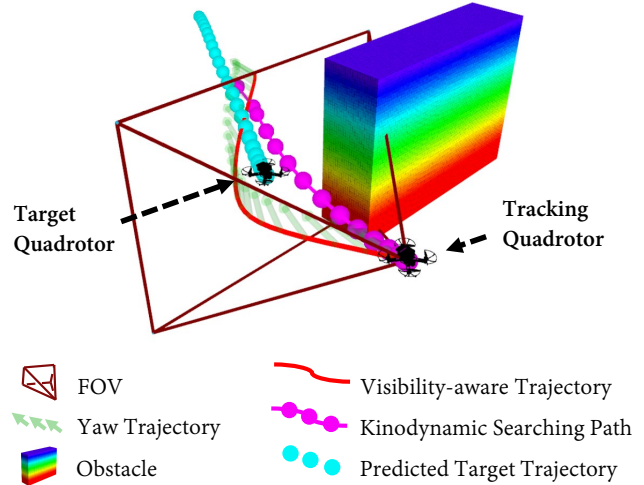 Target
Quadrotor
Tracking
Quadrotor
FOV
Visibility-aware Trajectory
Yaw Trajectory
Kinodynamic Searching Path
Obstacle
Predicted Target Trajectory